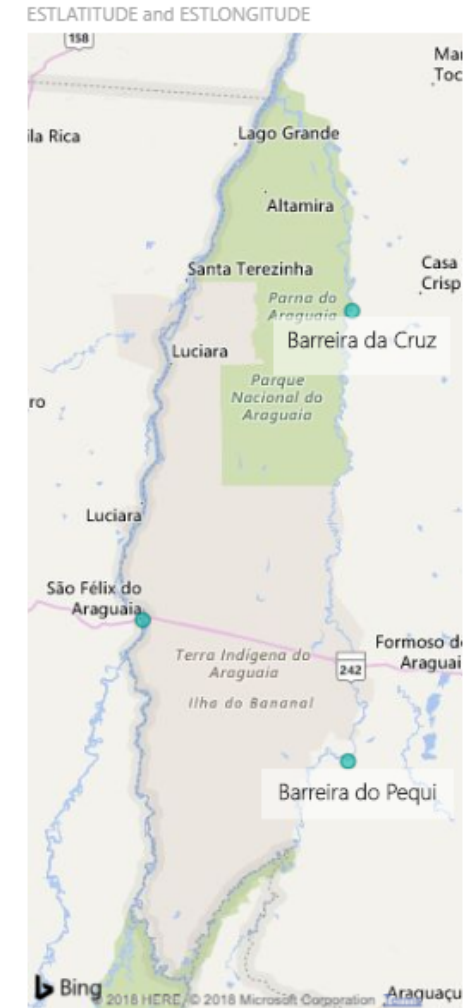 ESTLATITUDE and ESTLONGITUDE
158
Mar
Toc
ila Rica
Lago Grande
Altamira
Casa
Crisp
Santa Terezinha
Parna do
Araguaia
Barreira da Cruz
Luciara
Parque
Nacional do
Araguaia
ro
Luciara
São Félix do
Araguaia
Formoso d
Araguai
Terra Indígena do
Araguaia
242
Ilha do Bananal
Barreira do Pequi
Bing
2018 HERE, © 2018 Microsoft Corporation Terms
Araguaçu